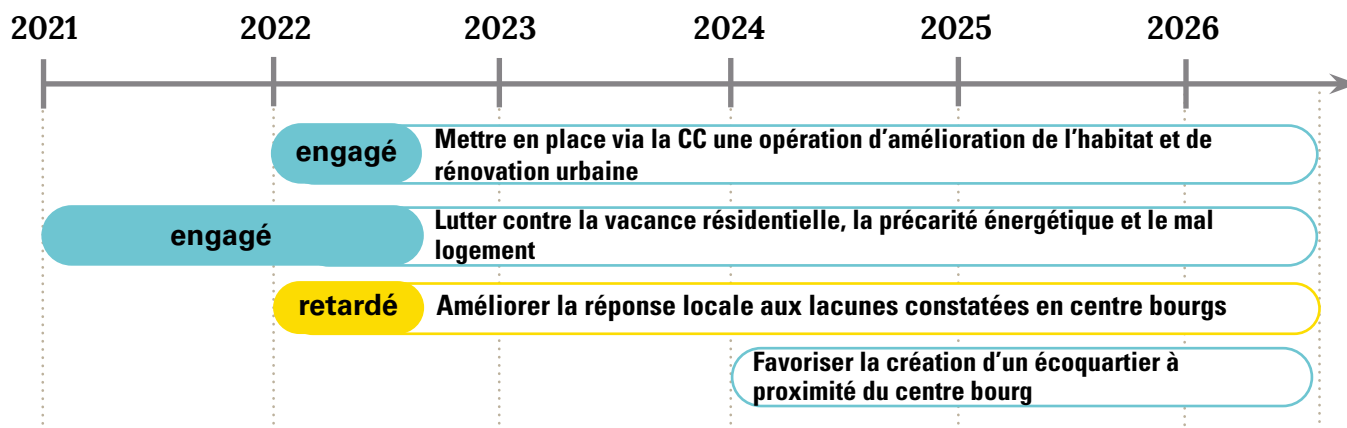 2021 2022 2023 2024 2025 2026
engagé
Mettre en place via la CC une opération d’amélioration de l’habitat et de
rénovation urbaine
engagé
Lutter contre la vacance résidentielle, la précarité énergétique et le mal
logement
retardé
Améliorer la réponse locale aux lacunes constatées en centre bourgs
Favoriser la création d’un écoquartier à
proximité du centre bourg